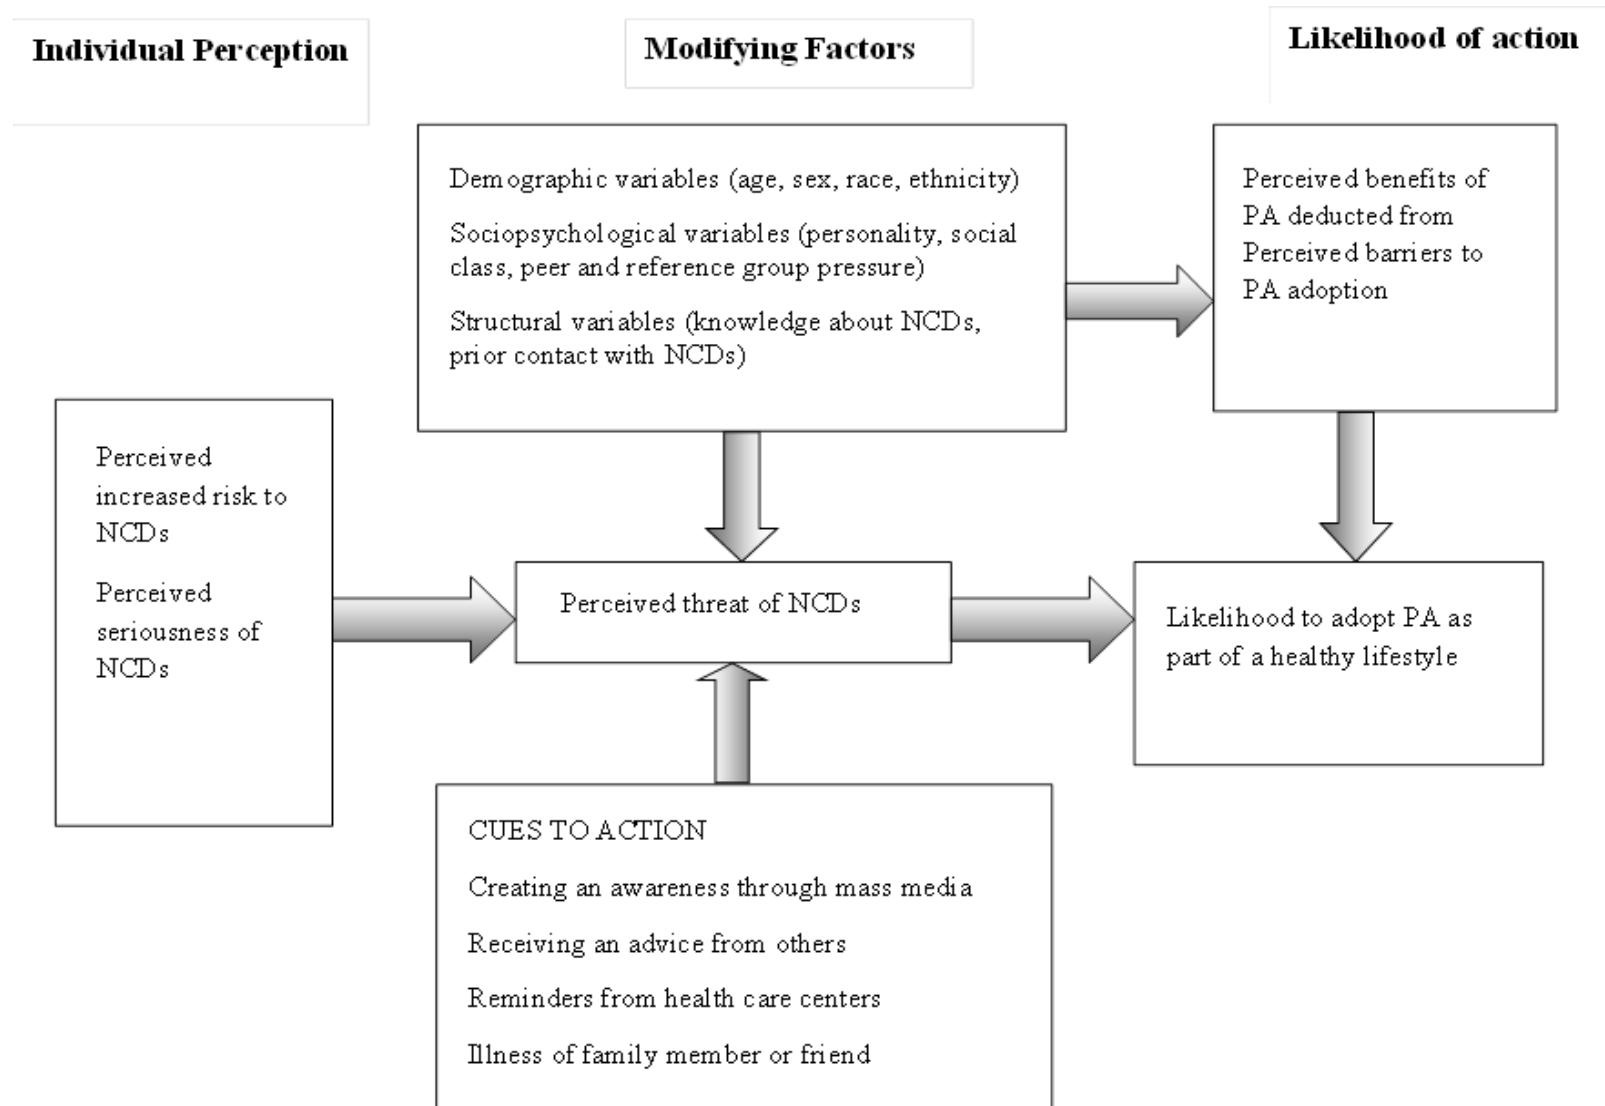 Individual Perception
Modifying Factors
Likelihood of action
Demographic variables (age, sex, race, ethnicity)
Sociopsychological variables (personality, social
class, peer and reference group pressure)
Structural variables (knowledge about NCDs,
prior contact with NCDs)
Perceived benefits of
PA deducted from
Perceived barriers to
PA adoption
Perceived
increased risk to
NCDs
Perceived
seriousness of
NCDs
Perceived threat of NCDs
Likelihood to adopt PA as
part of a healthy lifestyle
CUES TO ACTION
Creating an awareness through mass media
Receiving an advice from others
Reminders from health care centers
Illness of family member or friend